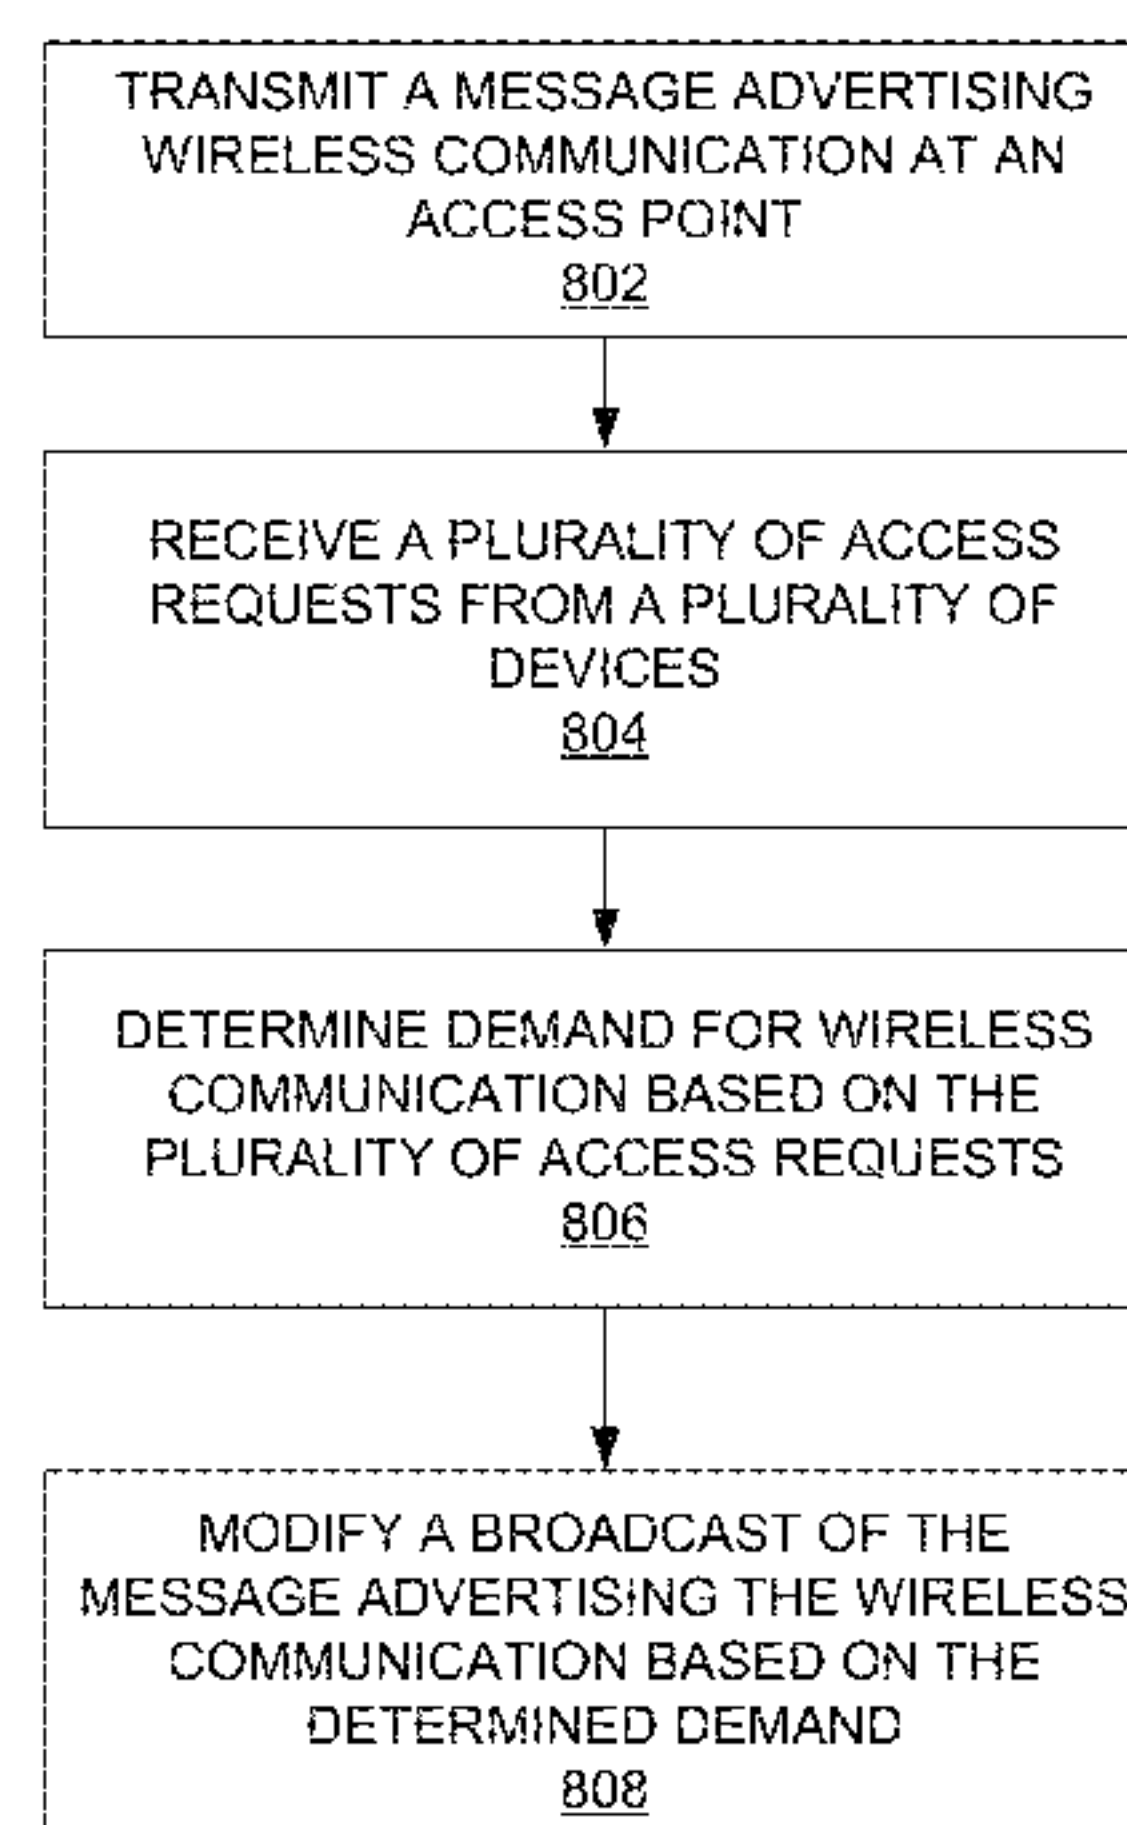 TRANSMIT A MESSAGE ADVERTISING
WIRELESS COMMUNICATION AT AN
ACCESS POINT
802
RECEIVE A PLURALITY OF ACCESS
REQUESTS FROM A PLURALITY OF
DEVICES
804
DETERMINE DEMAND FOR WIRELESS
COMMUNICATION BASED ON THE
PLURALITY OF ACCESS REQUESTS
806
MODIFY A BROADCAST OF THE
MESSAGE ADVERTISING THE WIRELESS
COMMUNICATION BASED ON THE
DETERMINED DEMAND
808